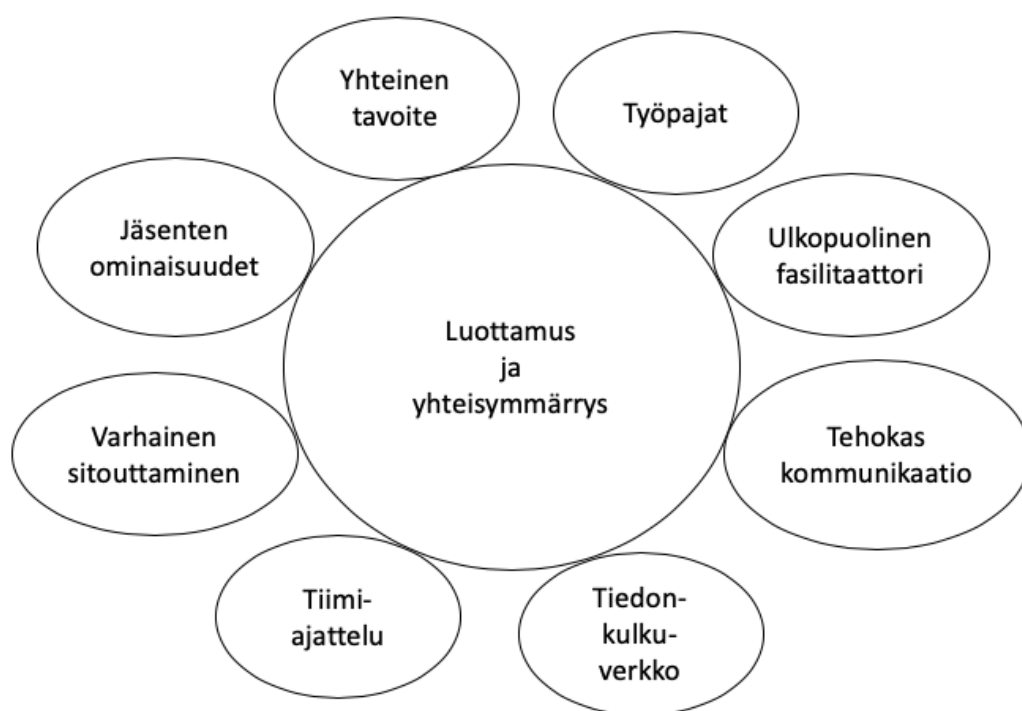 Yhteinen
tavoite
Työpajat
Jäsenten
ominaisuudet
Ulkopuolinen
fasilitaattori
Luottamus
ja
yhteisymmärrys
Varhainen
sitouttaminen
Tehokas
kommunikaatio
Tiimi-
ajattelu
Tiedon-
kulku-
verkko